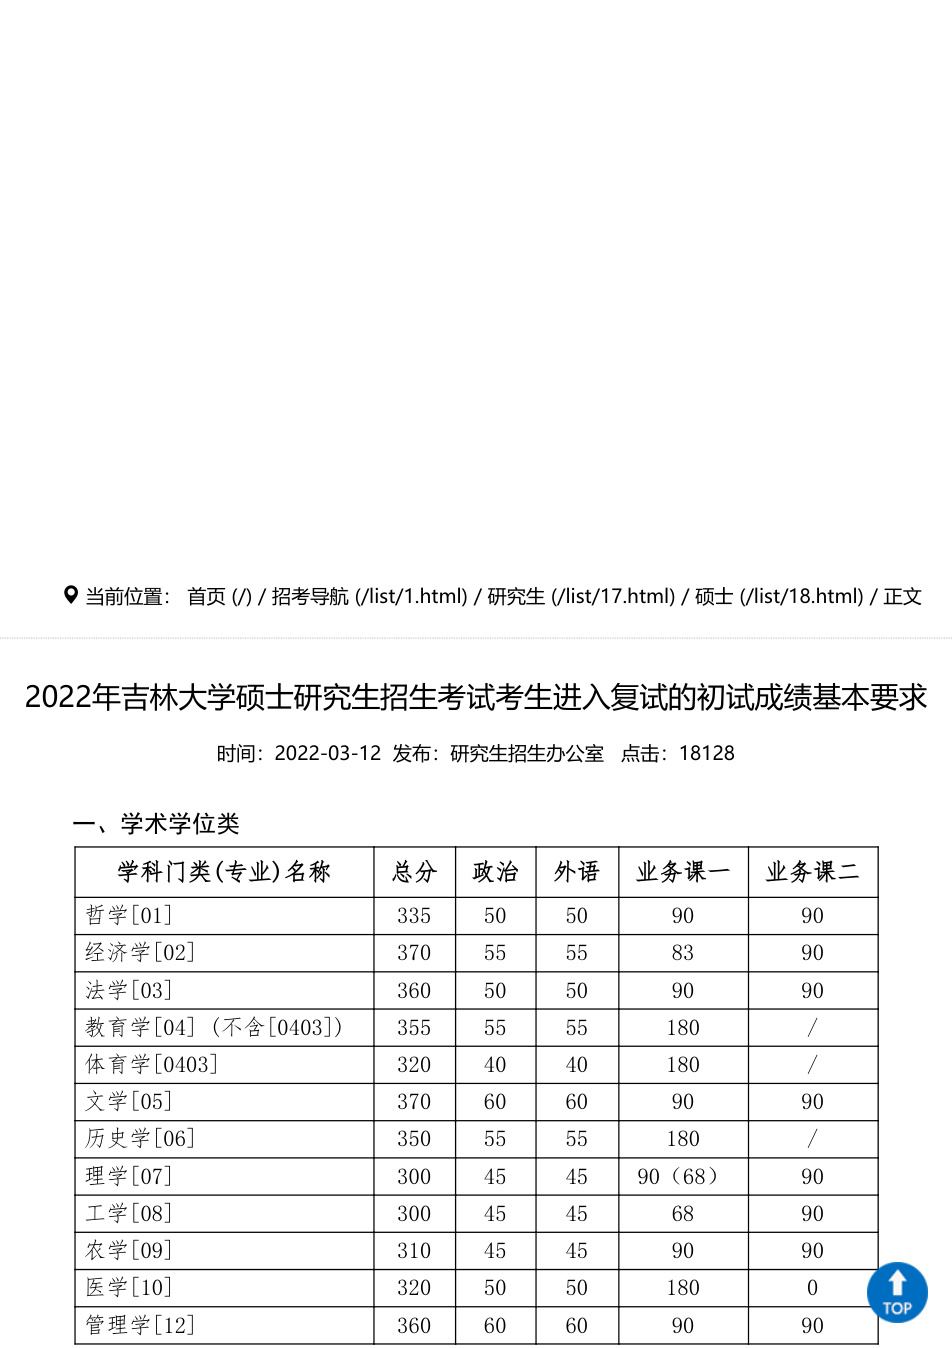 当前位置： 首页 (/) / 招考导航 (/list/1.html) / 研究生 (/list/17.html) / 硕士 (/list/18.html) / 正文
2022年吉林大学硕士研究生招生考试考生进入复试的初试成绩基本要求
时间：2022-03-12 发布：研究生招生办公室 点击：18128
一、学术学位类
学科门类(专业)名称 总分 政治 外语 业务课一 业务课二
哲学[01] 335 50 50 90 90
经济学[02] 370 55 55 83 90
法学[03] 360 50 50 90 90
教育学[04] (不含[0403]) 355 55 55 180 /
体育学[0403] 320 40 40 180 /
文学[05] 370 60 60 90 90
历史学[06] 350 55 55 180 /
理学[07] 300 45 45 90（68） 90
工学[08] 300 45 45 68 90
农学[09] 310 45 45 90 90
医学[10] 320 50 50 180 0
管理学[12] 360 60 60 90 90
TOP